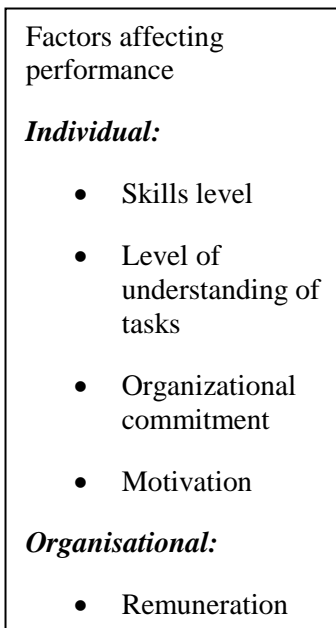 Factors affecting
performance
Individual:
• Skills level
• Level of
understanding of
tasks
• Organizational
commitment
• Motivation
Organisational:
• Remuneration